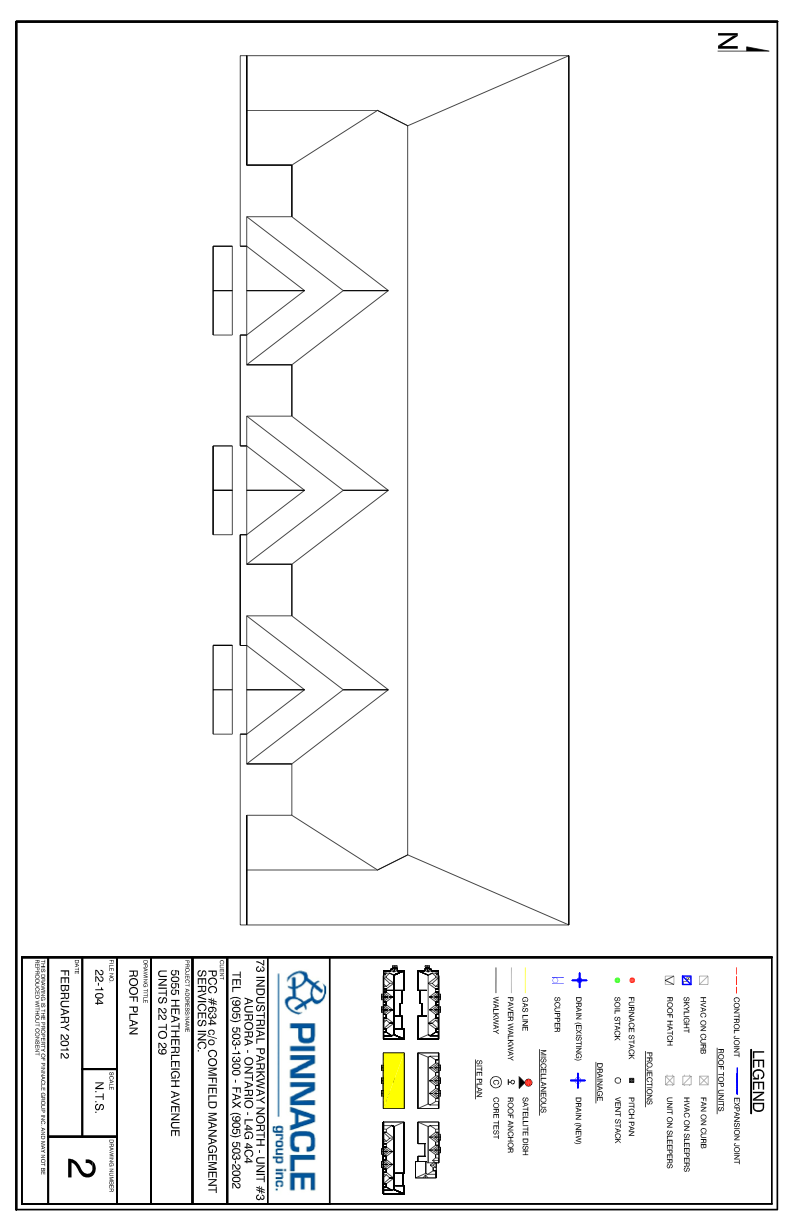 N
LEGEND
CONTROL JOINT
EXPANSION JOINT
ROOF TOP UNITS
HVAC ON CURB
FAN ON CURB
SKYLIGHT
HVAC ON SLEEPERS
ROOF HATCH
UNIT ON SLEEPERS
PROJECTIONS
FURNACE STACK
PITCH PAN
SOIL STACK
VENT STACK
DRAINAGE
DRAIN (EXISTING)
DRAIN (NEW)
SCUPPER
MISCELLANEOUS
GAS LINE
SATELLITE DISH
PAVER WALKWAY
ROOF ANCHOR
WALKWAY
C CORE TEST
SITE PLAN
PINNACLE
group inc.
73 INDUSTRIAL PARKWAY NORTH - UNIT #3
AURORA - ONTARIO - L4G 4C4
TEL (905) 503-1300 - FAX (905) 503-2002
CLIENT
PCC #634 c/o COMFIELD MANAGEMENT
SERVICES INC.
PROJECT ADDRESS/NAME
5055 HEATHERLEIGH AVENUE
UNITS 22 TO 29
DRAWING TITLE
ROOF PLAN
FILE NO.
22-104
SCALE
N.T.S.
DRAWING NUMBER
2
DATE
FEBRUARY 2012
THIS DRAWING IS THE PROPERTY OF PINNACLE GROUP INC. AND MAY NOT BE
REPRODUCED WITHOUT CONSENT